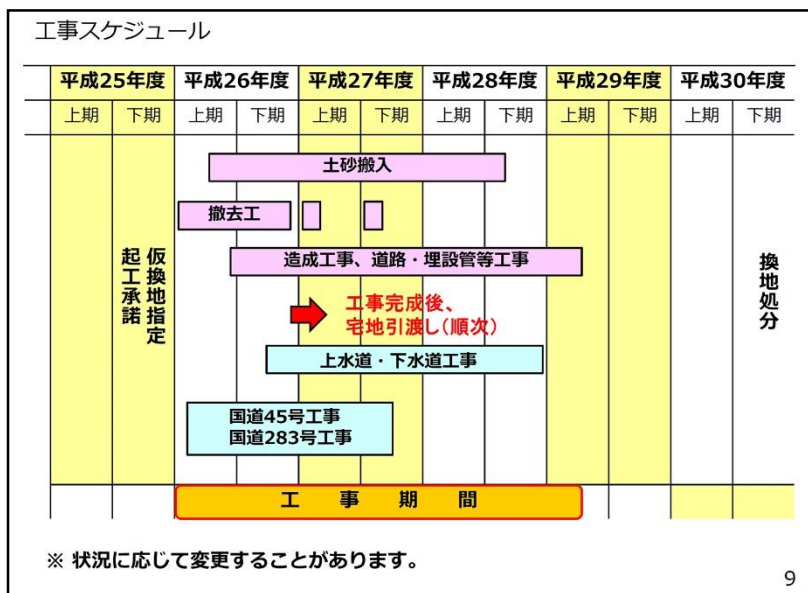 工事スケジュール
平成25年度 平成26年度 平成27年度 平成28年度 平成29年度 平成30年度
上期 下期 上期 下期 上期 下期 上期 下期 上期 下期 上期 下期
土砂搬入
撤去工
仮換地指定
起工承諾
造成工事、道路・埋設管等工事
換地処分
工事完成後、
宅地引渡し(順次)
上水道・下水道工事
国道45号工事
国道283号工事
工事期間
※ 状況に応じて変更することがあります。
9